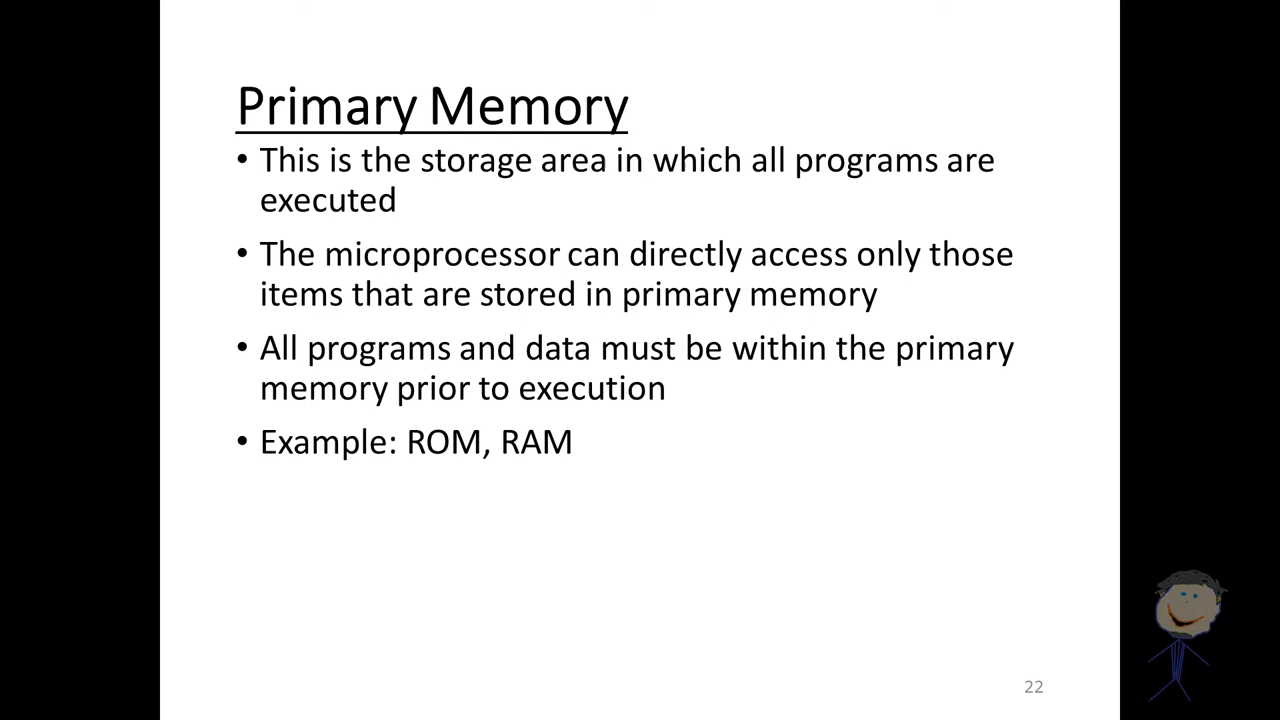 Primary Memory
• This is the storage area in which all programs are
executed
• The microprocessor can directly access only those
items that are stored in primary memory
• All programs and data must be within the primary
memory prior to execution
• Example: ROM, RAM
22